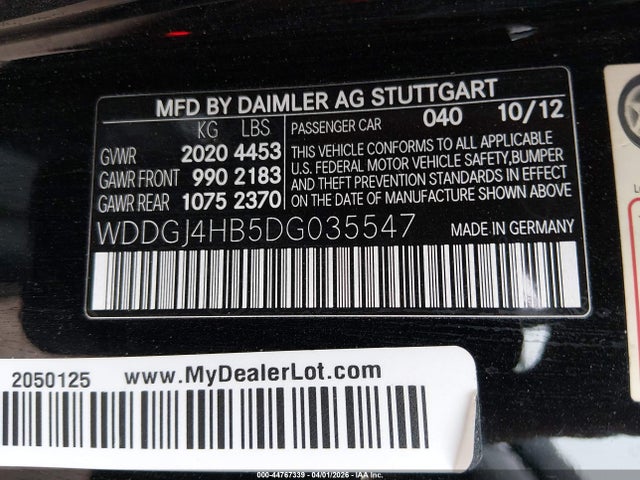 MFD BY DAIMLER AG STUTTGART
KG LBS PASSENGER CAR 040 10/12
GVWR 2020 4453
GAWR FRONT 990 2183
GAWR REAR 1075 2370
THIS VEHICLE CONFORMS TO ALL APPLICABLE
U.S. FEDERAL MOTOR VEHICLE SAFETY,BUMPER
AND THEFT PREVENTION STANDARDS IN EFFECT
ON THE DATE OF MANUFACTURE SHOWN ABOVE.
WDDGJ4HB5DG035547 MADE IN GERMANY
2050125 www.MyDealerLot.com
000-44767339 - 04/01/2026 - IAA Inc.